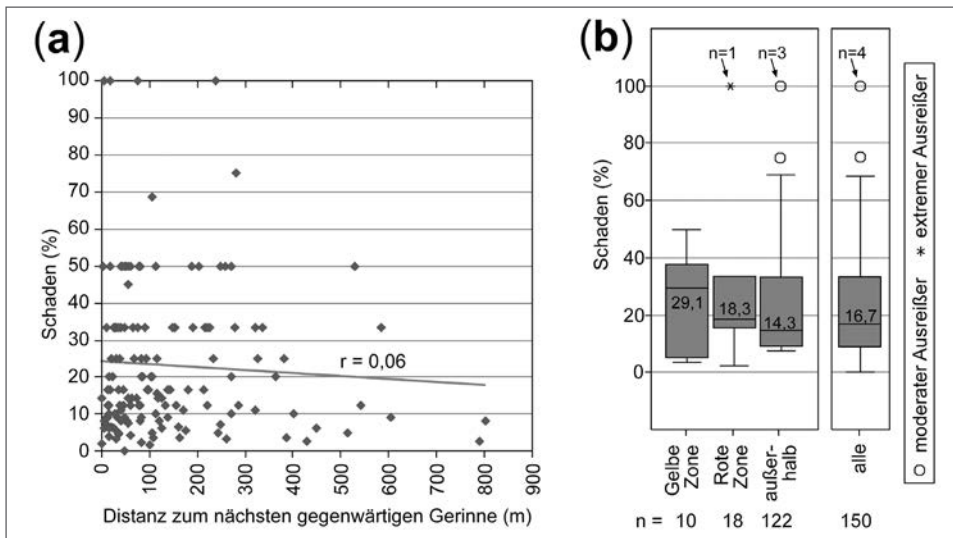 (a)
Schaden (%)
100
90
80
70
60
50
40
30
20
10
0
r = 0,06
0 100 200 300 400 500 600 700 800 900
Distanz zum nächsten gegenwärtigen Gerinne (m)
(b)
n=1 n=3 n=4
Schaden (%)
100
80
60
40
20
0
29,1 18,3 14,3 16,7
Gelbe
Zone
Rote
Zone
außer-
halb
alle
n = 10 18 122 150
○ moderater Ausreißer * extremer Ausreißer